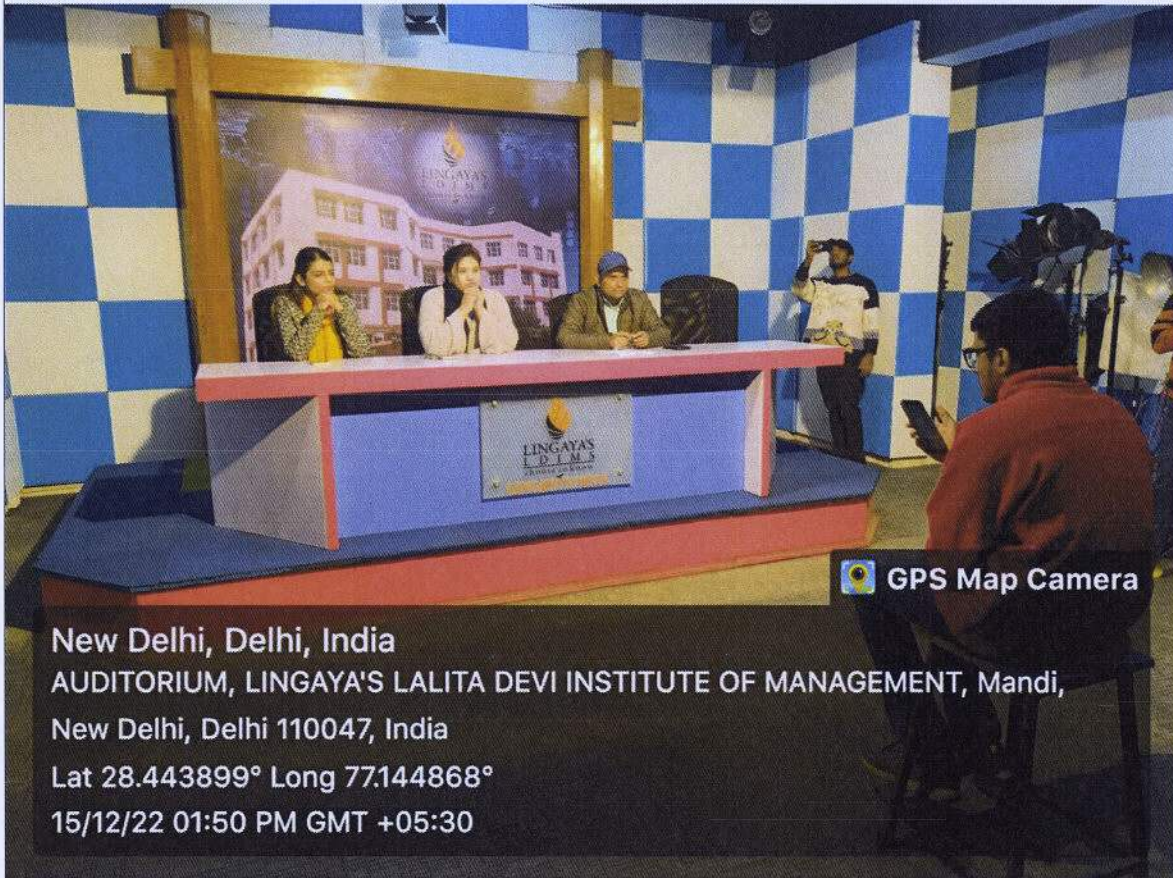 LINGAYA'S
LINGAYA'S
L D I M S
GPS Map Camera
New Delhi, Delhi, India
AUDITORIUM, LINGAYA'S LALITA DEVI INSTITUTE OF MANAGEMENT, Mandi,
New Delhi, Delhi 110047, India
Lat 28.443899° Long 77.144868°
15/12/22 01:50 PM GMT +05:30